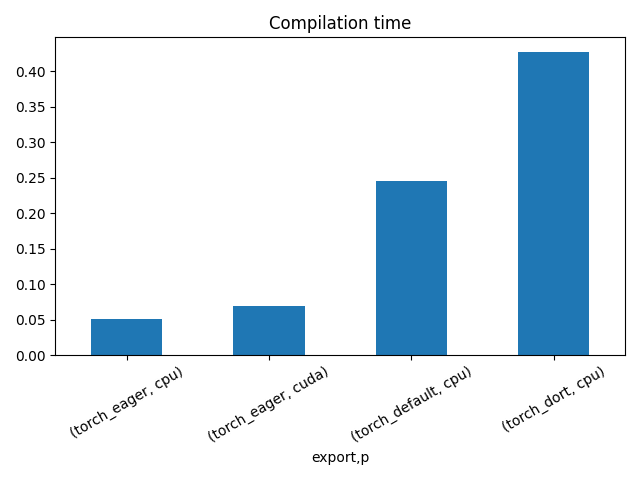 Compilation time
0.40
0.35
0.30
0.25
0.20
0.15
0.10
0.05
0.00
(torch_eager, cpu)
(torch_eager, cuda)
(torch_default, cpu)
(torch_dort, cpu)
export,p